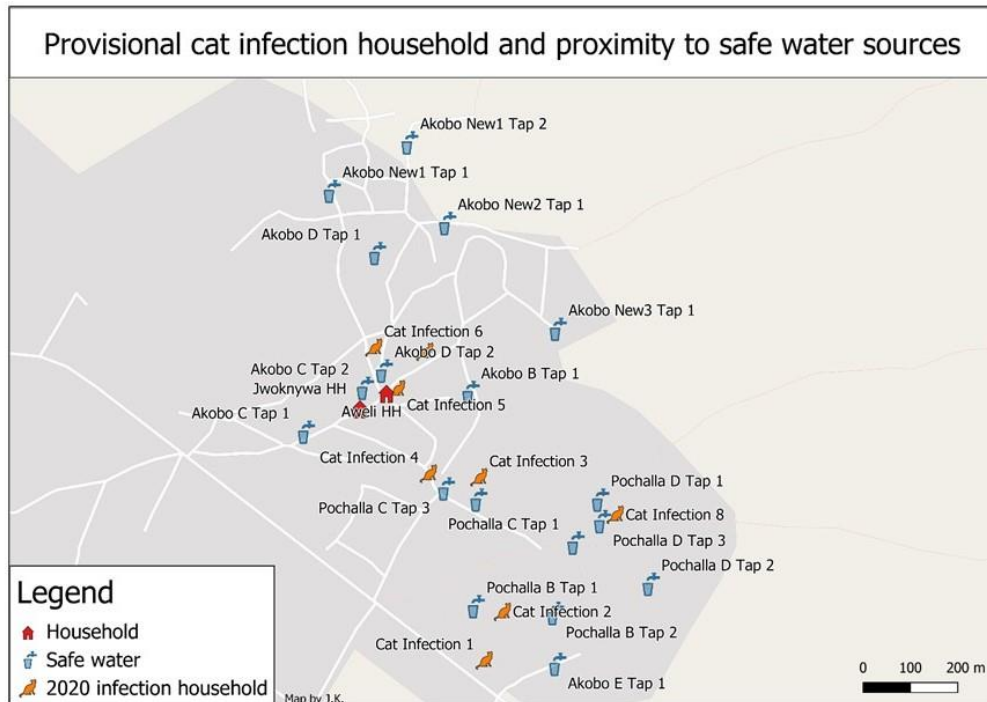 Provisional cat infection household and proximity to safe water sources
Akobo New1 Tap 2
Akobo New1 Tap 1
Akobo New2 Tap 1
Akobo D Tap 1
Akobo New3 Tap 1
Cat Infection 6
Akobo D Tap 2
Akobo C Tap 2
Akobo B Tap 1
Jwoknywa HH
Aweli HH
Cat Infection 5
Akobo C Tap 1
Cat Infection 4
Cat Infection 3
Pochalla D Tap 1
Pochalla C Tap 3
Cat Infection 8
Pochalla C Tap 1
Pochalla D Tap 3
Pochalla D Tap 2
Pochalla B Tap 1
Cat Infection 2
Pochalla B Tap 2
Cat Infection 1
Akobo E Tap 1
Legend
Household
Safe water
2020 infection household
Map by J.K.
0 100 200 m